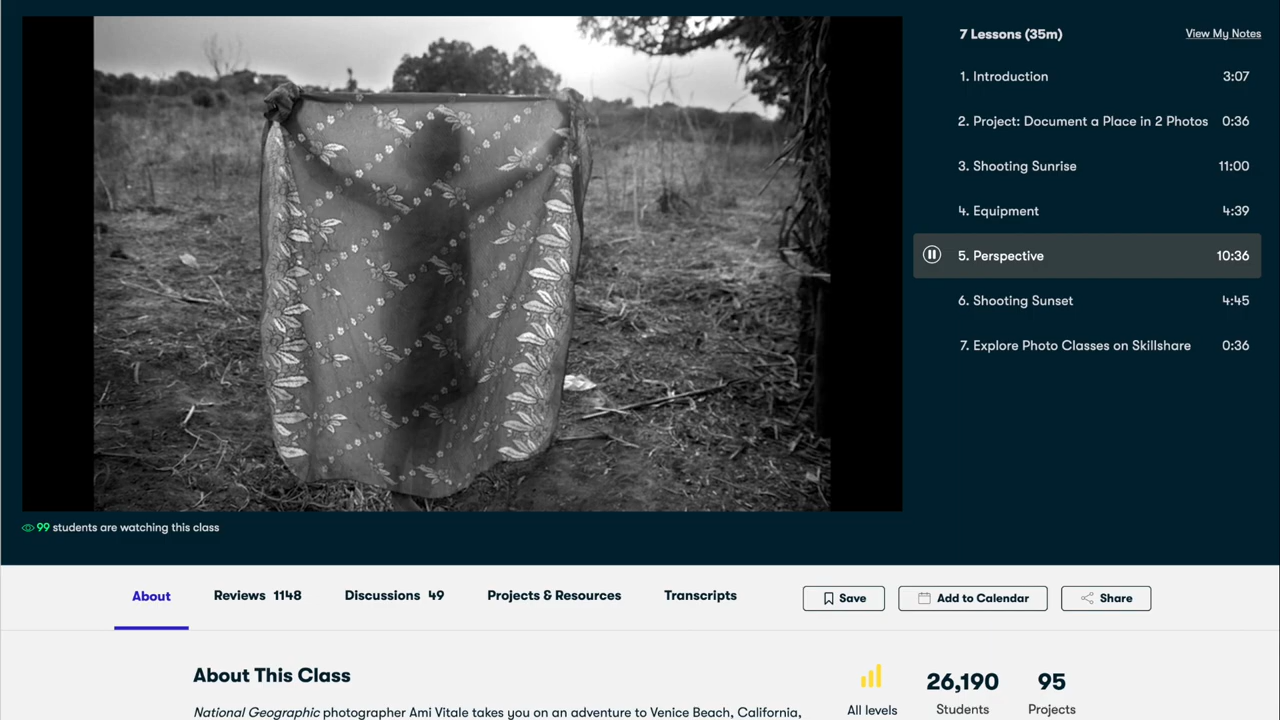 7 Lessons (35m)
View My Notes
1. Introduction 3:07
2. Project: Document a Place in 2 Photos 0:36
3. Shooting Sunrise 11:00
4. Equipment 4:39
5. Perspective 10:36
6. Shooting Sunset 4:45
7. Explore Photo Classes on Skillshare 0:36
99 students are watching this class
About
Reviews 1148
Discussions 49
Projects & Resources
Transcripts
Save
Add to Calendar
Share
About This Class
National Geographic photographer Ami Vitale takes you on an adventure to Venice Beach, California,
All levels
26,190
Students
95
Projects